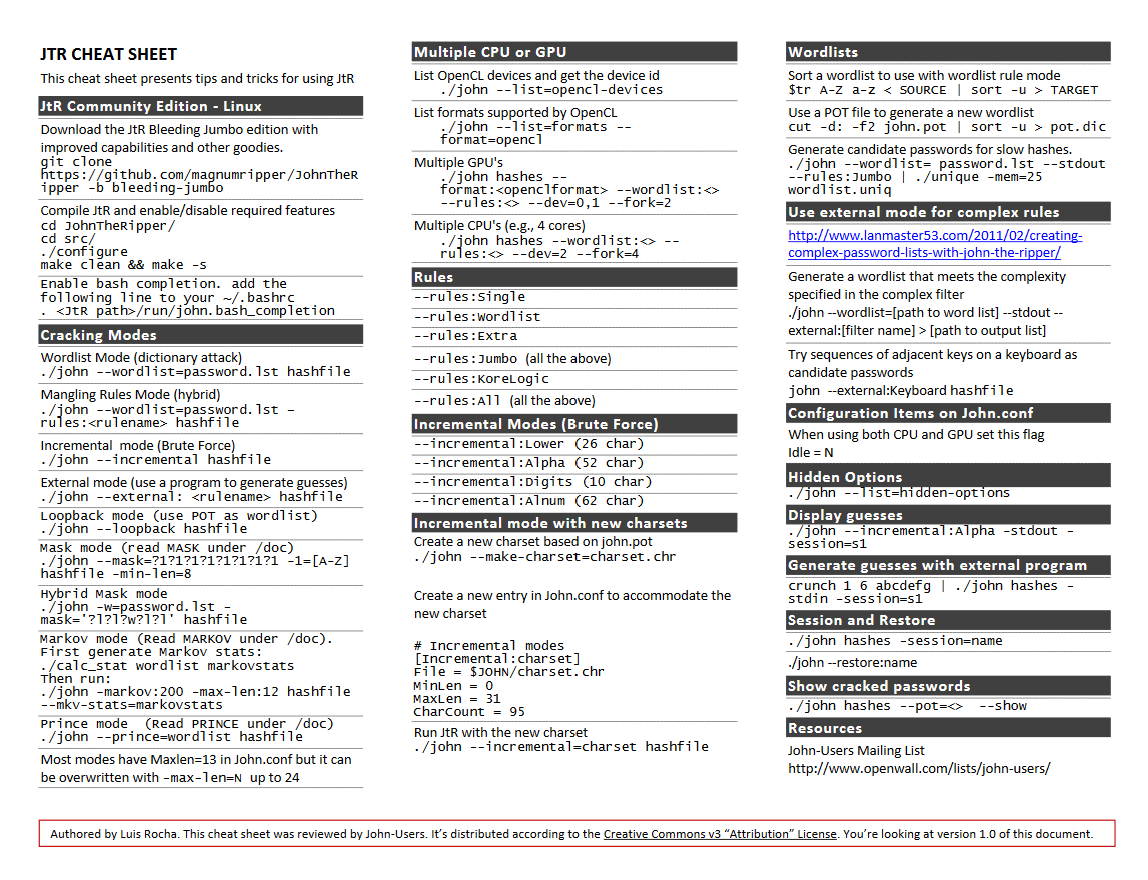 JTR CHEAT SHEET
This cheat sheet presents tips and tricks for using JtR
JtR Community Edition - Linux
Download the JtR Bleeding Jumbo edition with
improved capabilities and other goodies.
git clone
https://github.com/magnumripper/JohnTheR
ipper -b bleeding-jumbo
Compile JtR and enable/disable required features
cd JohnTheRipper/
cd src/
./configure
make clean && make -s
Enable bash completion. add the
following line to your ~/.bashrc
. <JtR path>/run/john.bash_completion
Cracking Modes
Wordlist Mode (dictionary attack)
./john --wordlist=password.lst hashfile
Mangling Rules Mode (hybrid)
./john --wordlist=password.lst –
rules:<rulename> hashfile
Incremental  mode (Brute Force)
./john --incremental hashfile
External mode (use a program to generate guesses)
./john --external: <rulename> hashfile
Loopback mode (use POT as wordlist)
./john --loopback hashfile
Mask mode (read MASK under /doc)
./john --mask=?1?1?1?1?1?1?1?1 -1=[A-Z]
hashfile -min-len=8
Hybrid Mask mode
./john -w=password.lst -
mask='?l?l?w?l?l' hashfile
Markov mode (Read MARKOV under /doc).
First generate Markov stats:
./calc_stat wordlist markovstats
Then run:
./john -markov:200 -max-len:12 hashfile
--mkv-stats=markovstats
Prince mode  (Read PRINCE under /doc)
./john --prince=wordlist hashfile
Most modes have Maxlen=13 in John.conf but it can
be overwritten with -max-len=N up to 24
Multiple CPU or GPU
List OpenCL devices and get the device id
./john --list=opencl-devices
List formats supported by OpenCL
./john --list=formats --
format=opencl
Multiple GPU's
./john hashes --
format:<openclformat> --wordlist:<>
--rules:<> --dev=0,1 --fork=2
Multiple CPU's (e.g., 4 cores)
./john hashes --wordlist:<> --
rules:<> --dev=2 --fork=4
Rules
--rules:Single
--rules:Wordlist
--rules:Extra
--rules:Jumbo (all the above)
--rules:KoreLogic
--rules:All (all the above)
Incremental Modes (Brute Force)
--incremental:Lower (26 char)
--incremental:Alpha (52 char)
--incremental:Digits (10 char)
--incremental:Alnum (62 char)
Incremental mode with new charsets
Create a new charset based on john.pot
./john --make-charset=charset.chr
Create a new entry in John.conf to accommodate the
new charset
# Incremental modes
[Incremental:charset]
File = $JOHN/charset.chr
MinLen = 0
MaxLen = 31
CharCount = 95
Run JtR with the new charset
./john --incremental=charset hashfile
Wordlists
Sort a wordlist to use with wordlist rule mode
$tr A-Z a-z < SOURCE | sort -u > TARGET
Use a POT file to generate a new wordlist
cut -d: -f2 john.pot | sort -u > pot.dic
Generate candidate passwords for slow hashes.
./john --wordlist= password.lst --stdout
--rules:Jumbo | ./unique -mem=25
wordlist.uniq
Use external mode for complex rules
http://www.lanmaster53.com/2011/02/creating-
complex-password-lists-with-john-the-ripper/
Generate a wordlist that meets the complexity
specified in the complex filter
./john --wordlist=[path to word list] --stdout --
external:[filter name] > [path to output list]
Try sequences of adjacent keys on a keyboard as
candidate passwords
john  --external:Keyboard hashfile
Configuration Items on John.conf
When using both CPU and GPU set this flag
Idle = N
Hidden Options
./john --list=hidden-options
Display guesses
./john --incremental:Alpha -stdout -
session=s1
Generate guesses with external program
crunch 1 6 abcdefg | ./john hashes -
stdin -session=s1
Session and Restore
./john hashes -session=name
./john --restore:name
Show cracked passwords
./john hashes --pot=<>  --show
Resources
John-Users Mailing List
http://www.openwall.com/lists/john-users/
Authored by Luis Rocha. This cheat sheet was reviewed by John-Users. It's distributed according to the Creative Commons v3 “Attribution” License. You're looking at version 1.0 of this document.